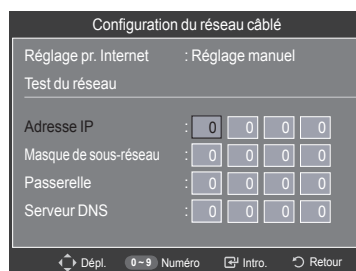 Configuration du réseau câblé
Réglage pr. Internet : Réglage manuel
Test du réseau
Adresse IP : 0 0 0 0
Masque de sous-réseau : 0 0 0 0
Passerelle : 0 0 0 0
Serveur DNS : 0 0 0 0
Dépl. 0~9 Numéro Intro. Retour